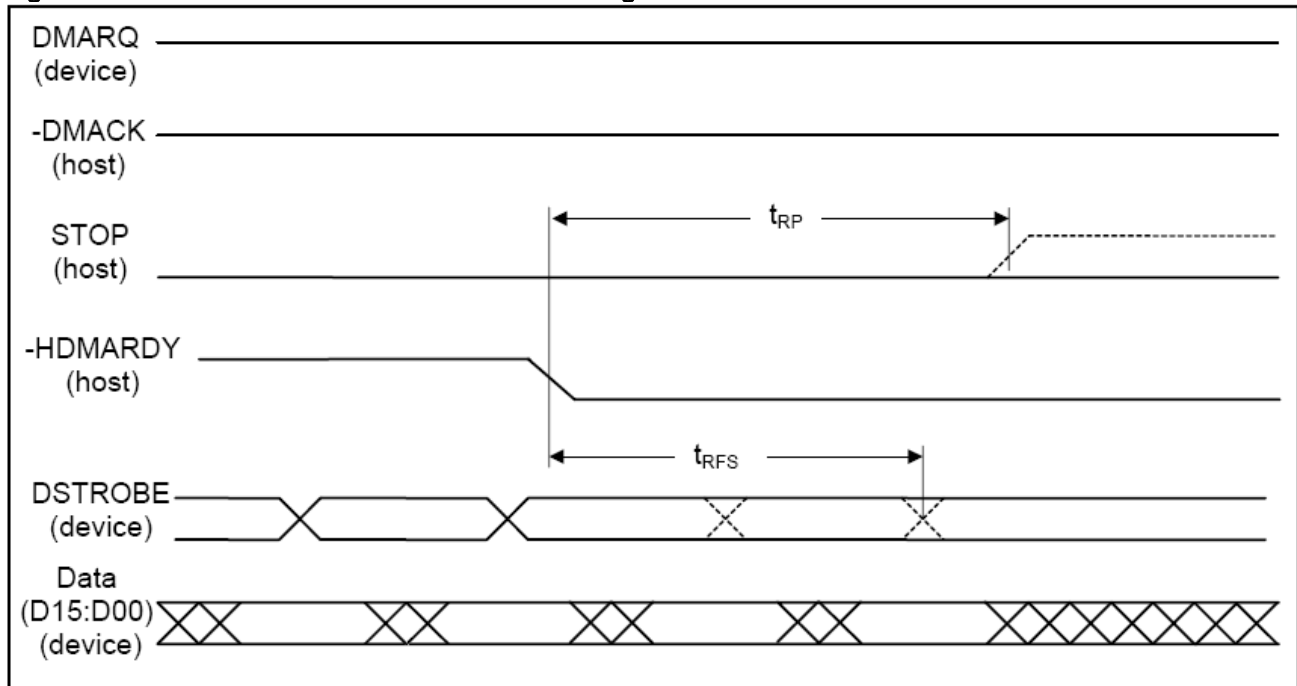 DMARQ
(device)
-DMACK
(host)
STOP
(host)
tRP
-HDMARDY
(host)
tRFS
DSTROBE
(device)
Data
(D15:D00)
(device)